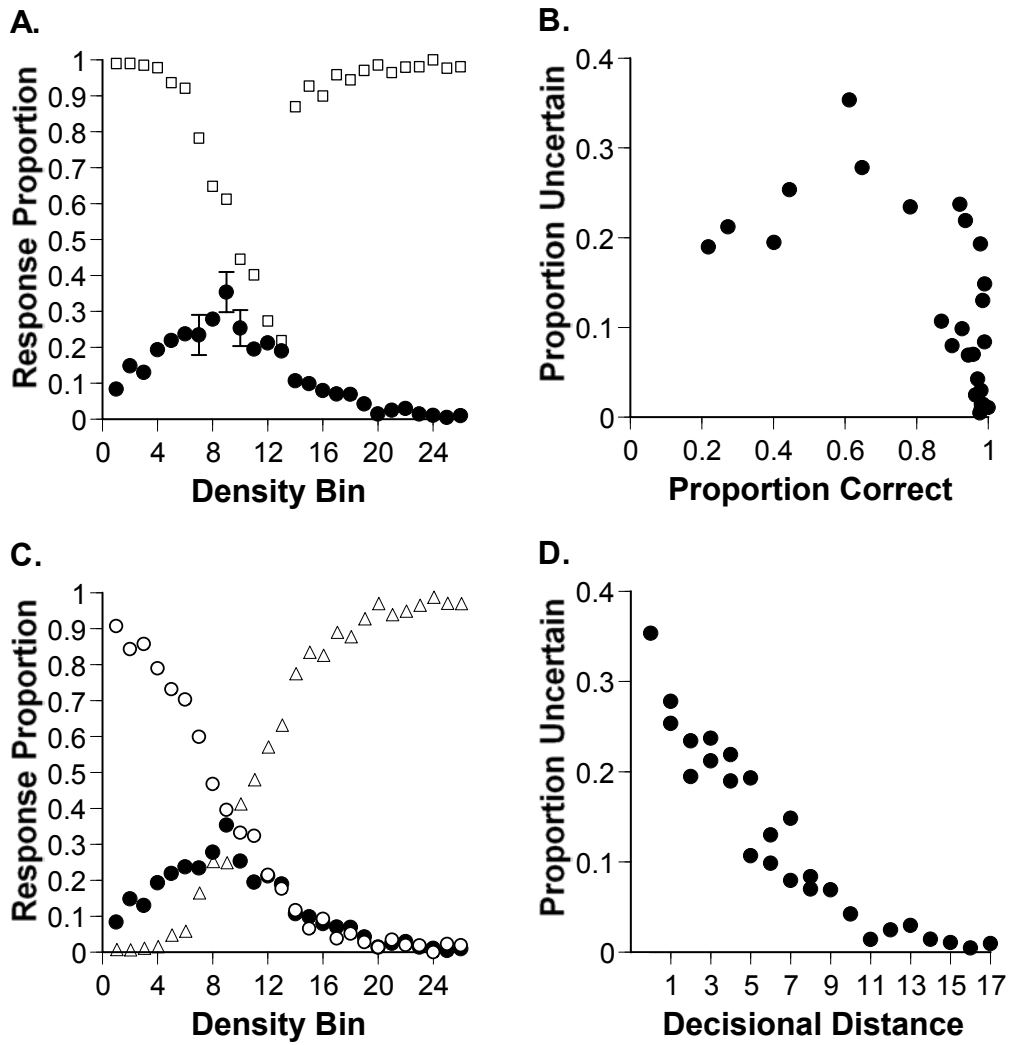 A.
Response Proportion
1
0.9
0.8
0.7
0.6
0.5
0.4
0.3
0.2
0.1
0
0 4 8 12 16 20 24
Density Bin
B.
Proportion Uncertain
0.4
0.3
0.2
0.1
0
0 0.2 0.4 0.6 0.8 1
Proportion Correct
C.
Response Proportion
1
0.9
0.8
0.7
0.6
0.5
0.4
0.3
0.2
0.1
0
0 4 8 12 16 20 24
Density Bin
D.
Proportion Uncertain
0.4
0.3
0.2
0.1
0
1 3 5 7 9 11 13 15 17
Decisional Distance